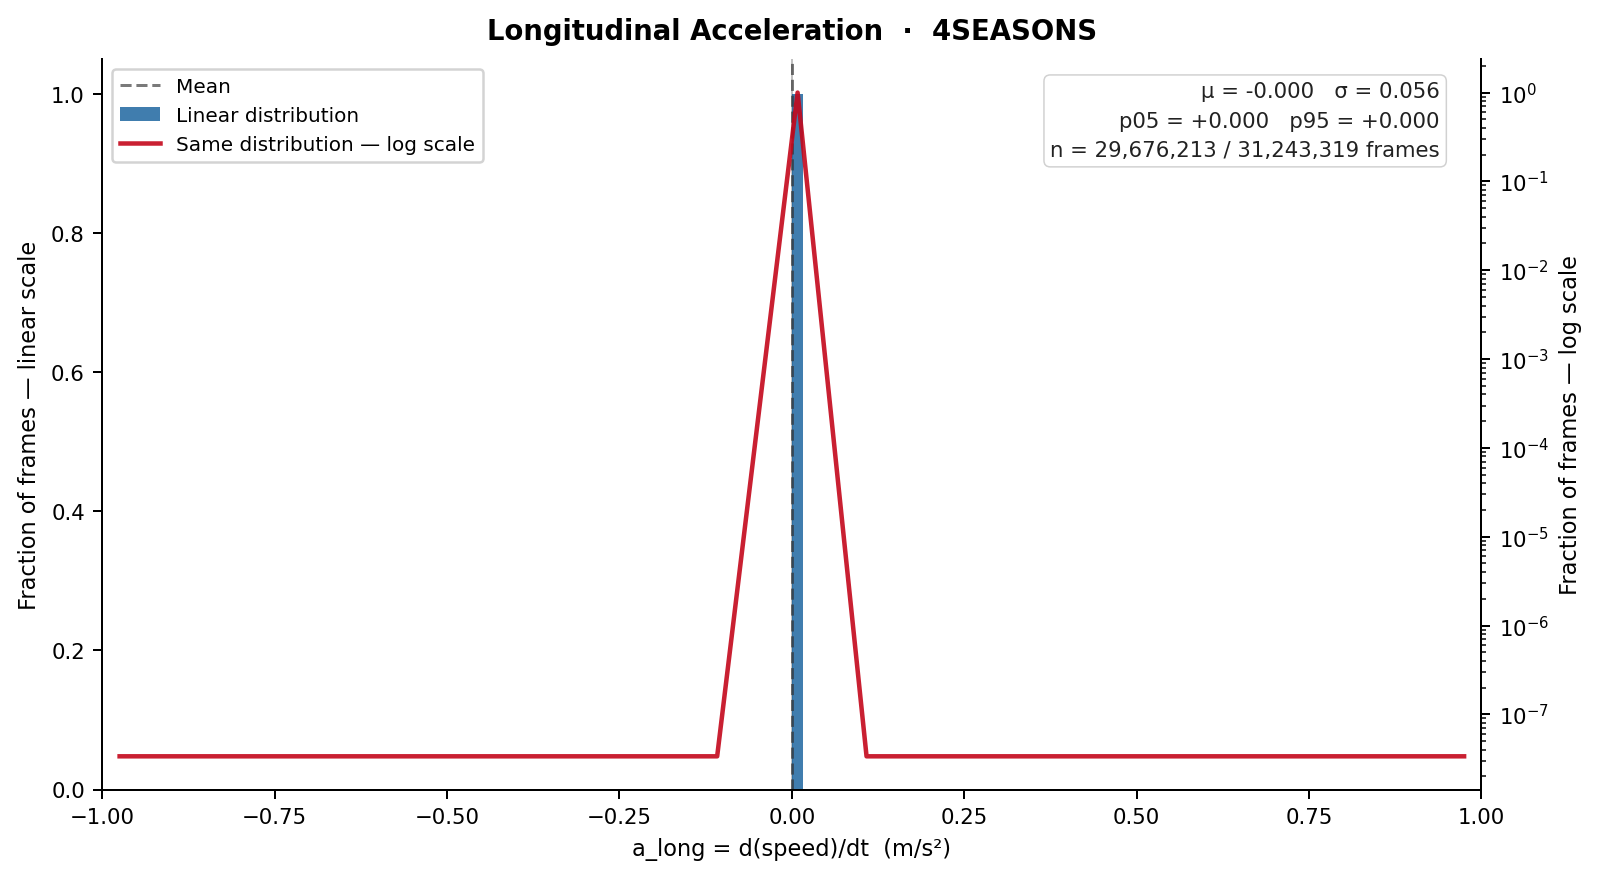 Longitudinal Acceleration · 4SEASONS
Mean
Linear distribution
Same distribution — log scale
μ = -0.000 σ = 0.056
p05 = +0.000 p95 = +0.000
n = 29,676,213 / 31,243,319 frames
Fraction of frames — linear scale
1.0
0.8
0.6
0.4
0.2
0.0
10⁰
10⁻¹
10⁻²
10⁻³
10⁻⁴
10⁻⁵
10⁻⁶
10⁻⁷
Fraction of frames — log scale
−1.00 −0.75 −0.50 −0.25 0.00 0.25 0.50 0.75 1.00
a_long = d(speed)/dt (m/s²)